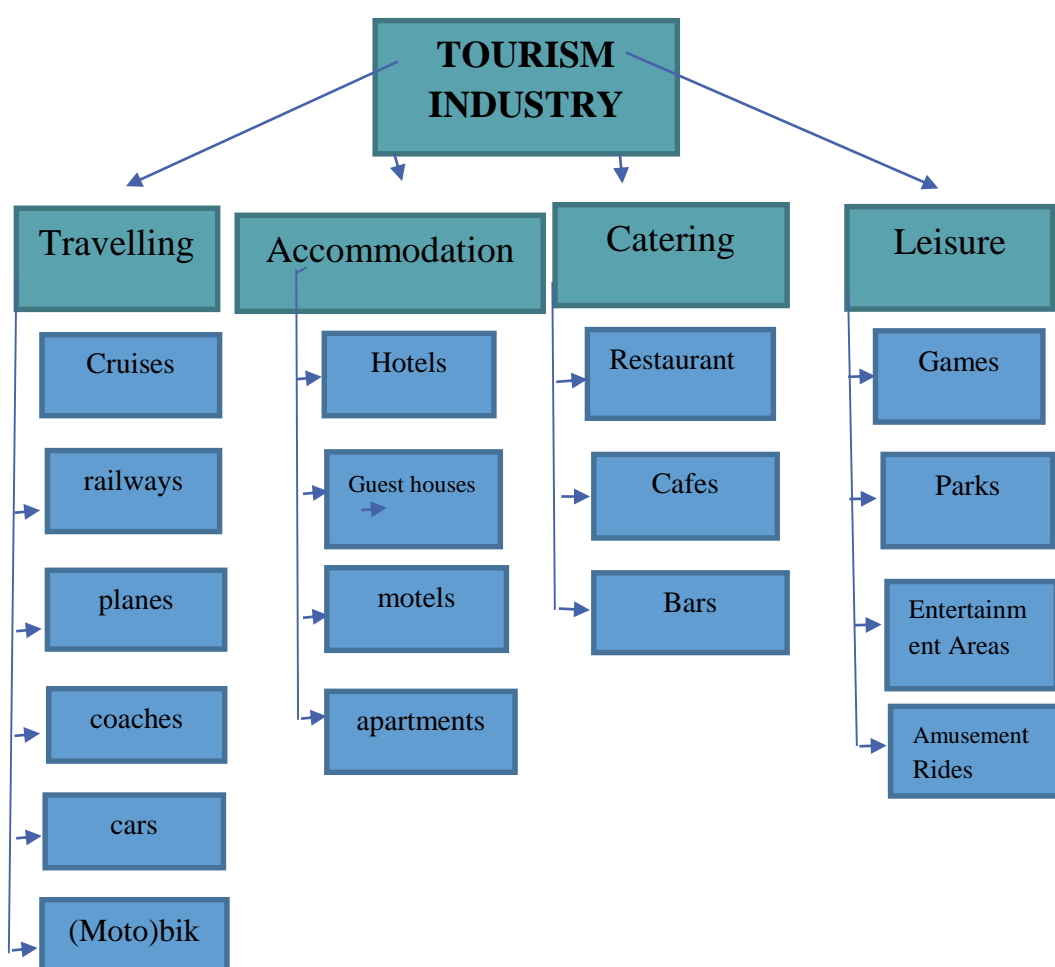 TOURISM
INDUSTRY
Travelling
Accommodation
Catering
Leisure
Cruises
railways
planes
coaches
cars
(Moto)bik
Hotels
Guest houses
motels
apartments
Restaurant
Cafes
Bars
Games
Parks
Entertainm
ent Areas
Amusement
Rides